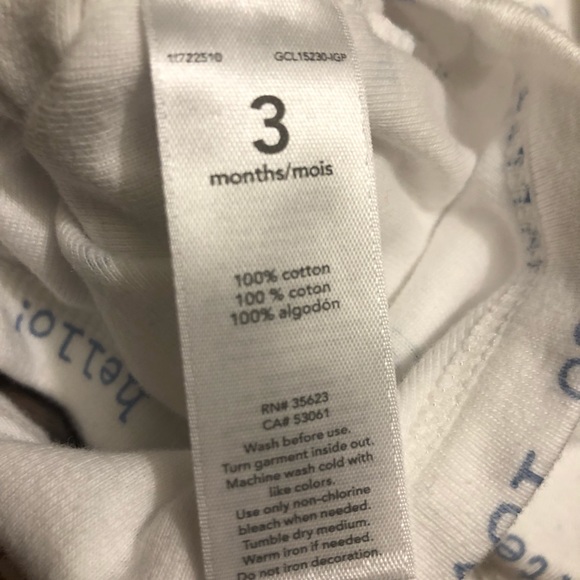 11722510 GCL15230-IGP
3
months/mois
100% cotton
100 % coton
100% algodón
RN# 35623
CA# 53061
Wash before use.
Turn garment inside out.
Machine wash cold with
like colors.
Use only non-chlorine
bleach when needed.
Tumble dry medium.
Warm Iron if needed.
Do not iron decoration.
hello!